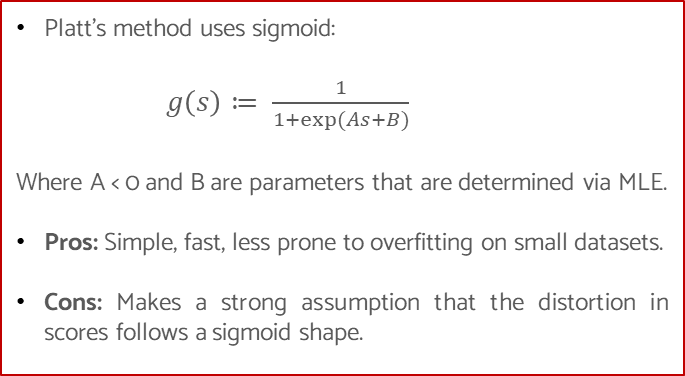 • Platt's method uses sigmoid:
g(s) := 1 / 1+exp(As+B)
Where A < 0 and B are parameters that are determined via MLE.
• Pros: Simple, fast, less prone to overfitting on small datasets.
• Cons: Makes a strong assumption that the distortion in
scores follows a sigmoid shape.